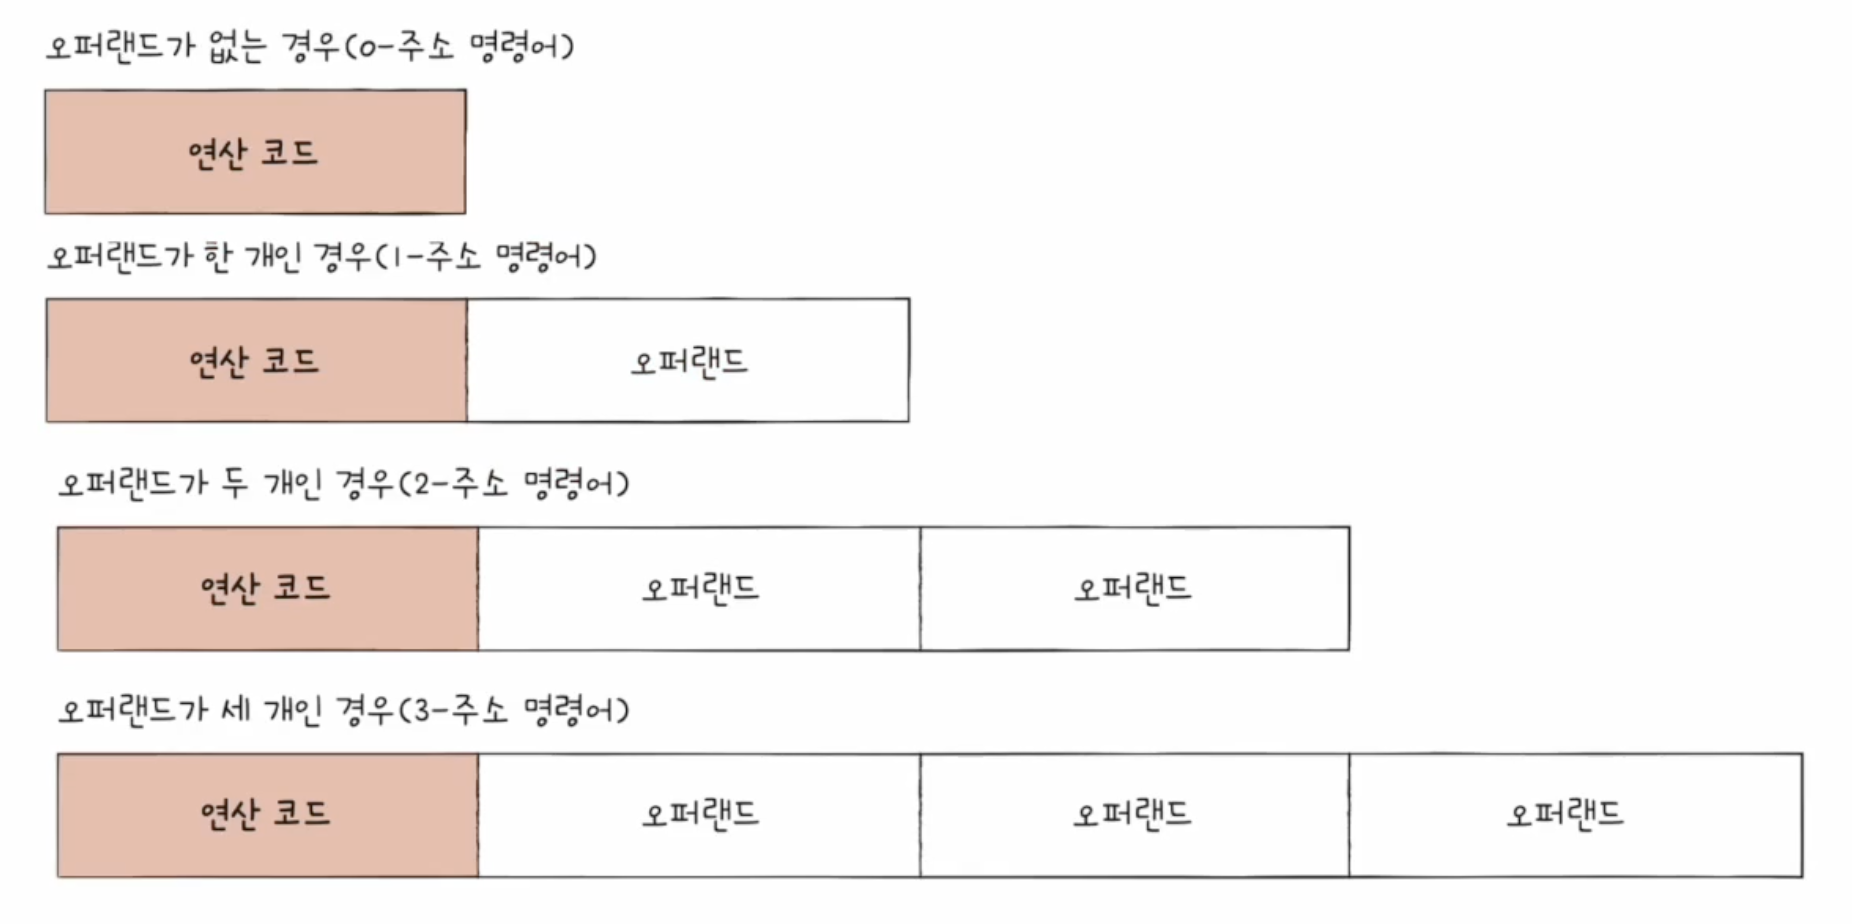 오퍼랜드가 없는 경우(0-주소 명령어)
연산 코드
오퍼랜드가 한 개인 경우(1-주소 명령어)
연산 코드 오퍼랜드
오퍼랜드가 두 개인 경우(2-주소 명령어)
연산 코드 오퍼랜드 오퍼랜드
오퍼랜드가 세 개인 경우(3-주소 명령어)
연산 코드 오퍼랜드 오퍼랜드 오퍼랜드